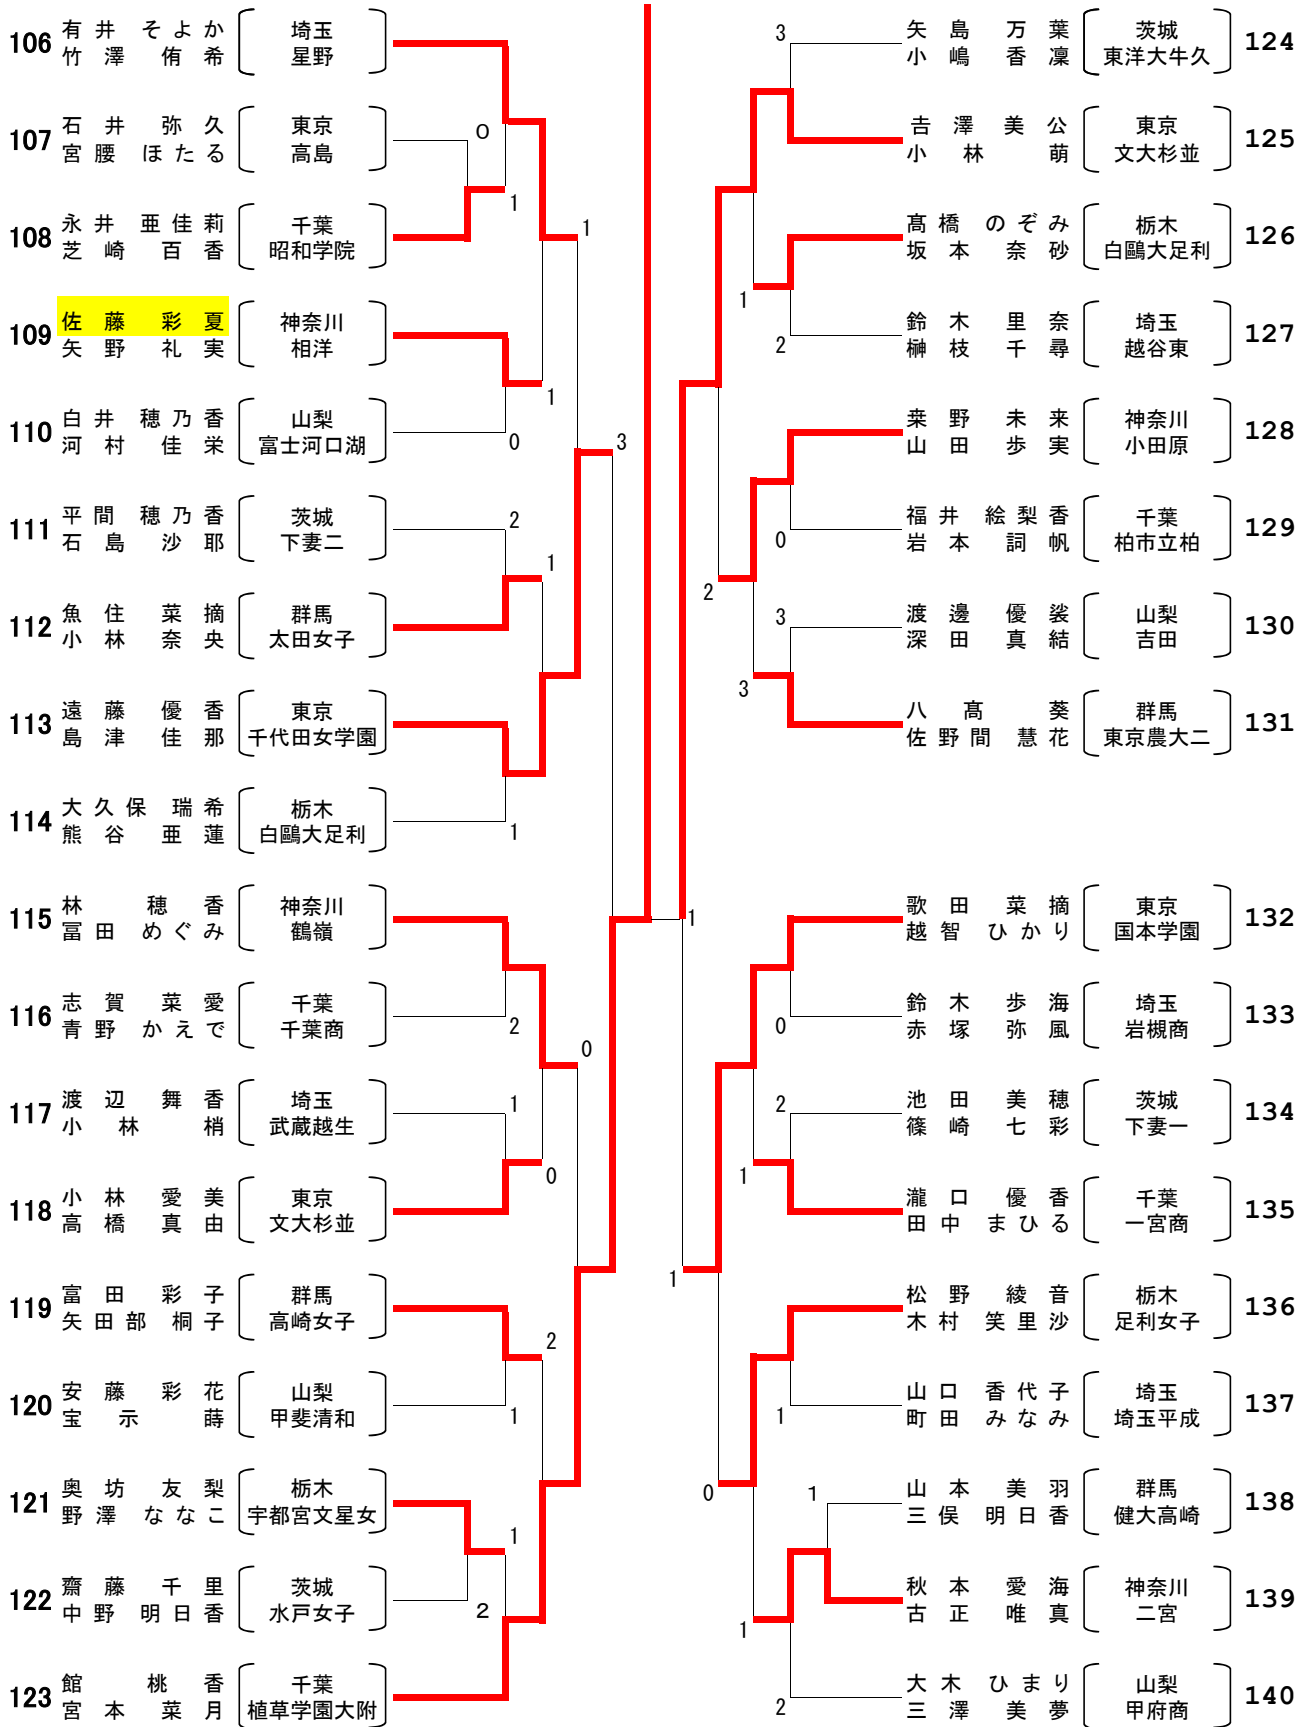 106 有井 そよか 埼玉
竹澤 侑希 星野
107 石井 弥久 東京
宮腰 ほたる 高島
0
1
108 永井 亜佳莉 千葉
芝崎 百香 昭和学院
1
109 佐藤 彩夏 神奈川
矢野 礼実 相洋
1
110 白井 穂乃香 山梨
河村 佳栄 富士河口湖
0
3
111 平間 穂乃香 茨城
石島 沙耶 下妻二
2
1
112 魚住 菜摘 群馬
小林 奈央 太田女子
113 遠藤 優香 東京
島津 佳那 千代田女学園
114 大久保 瑞希 栃木
熊谷 亜蓮 白鷗大足利
1
115 林 穂香 神奈川
冨田 めぐみ 鶴嶺
116 志賀 菜愛 千葉
青野 かえで 千葉商
2
0
117 渡辺 舞香 埼玉
小林 梢 武蔵越生
1
0
118 小林 愛美 東京
高橋 真由 文大杉並
119 富田 彩子 群馬
矢田部 桐子 高崎女子
2
120 安藤 彩花 山梨
宝示 蒔 甲斐清和
1
121 奥坊 友梨 栃木
野澤 ななこ 宇都宮文星女
1
122 齋藤 千里 茨城
中野 明日香 水戸女子
2
123 館 桃香 千葉
宮本 菜月 植草学園大附
3
矢島 万葉 茨城 124
小嶋 香凜 東洋大牛久
𠮷澤 美公 東京 125
小林 萌 文大杉並
髙橋 のぞみ 栃木 126
坂本 奈砂 白鷗大足利
1
鈴木 里奈 埼玉 127
榊枝 千尋 越谷東
2
桒野 未来 神奈川 128
山田 歩実 小田原
福井 絵梨香 千葉 129
岩本 詞帆 柏市立柏
0
2
3
渡邊 優裟 山梨 130
深田 真結 吉田
3
八髙 葵 群馬 131
佐野間 慧花 東京農大二
1
歌田 菜摘 東京 132
越智 ひかり 国本学園
鈴木 歩海 埼玉 133
赤塚 弥風 岩槻商
0
2
池田 美穂 茨城 134
篠崎 七彩 下妻一
1
瀧口 優香 千葉 135
田中 まひる 一宮商
1
松野 綾音 栃木 136
木村 笑里沙 足利女子
山口 香代子 埼玉 137
町田 みなみ 埼玉平成
1
0
1
山本 美羽 群馬 138
三俣 明日香 健大高崎
秋本 愛海 神奈川 139
古正 唯真 二宮
1
大木 ひまり 山梨 140
三澤 美夢 甲府商
2